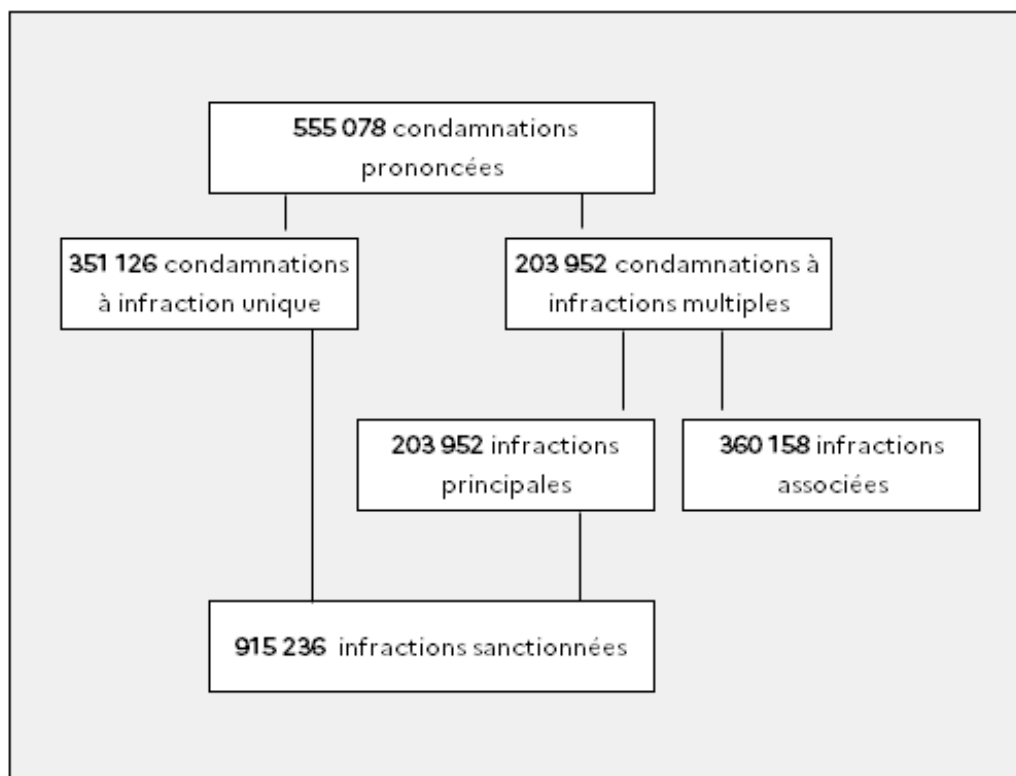 555 078 condamnations
prononcées
351 126 condamnations
à infraction unique
203 952 condamnations à
infractions multiples
203 952 infractions
principales
360 158 infractions
associées
915 236 infractions sanctionnées